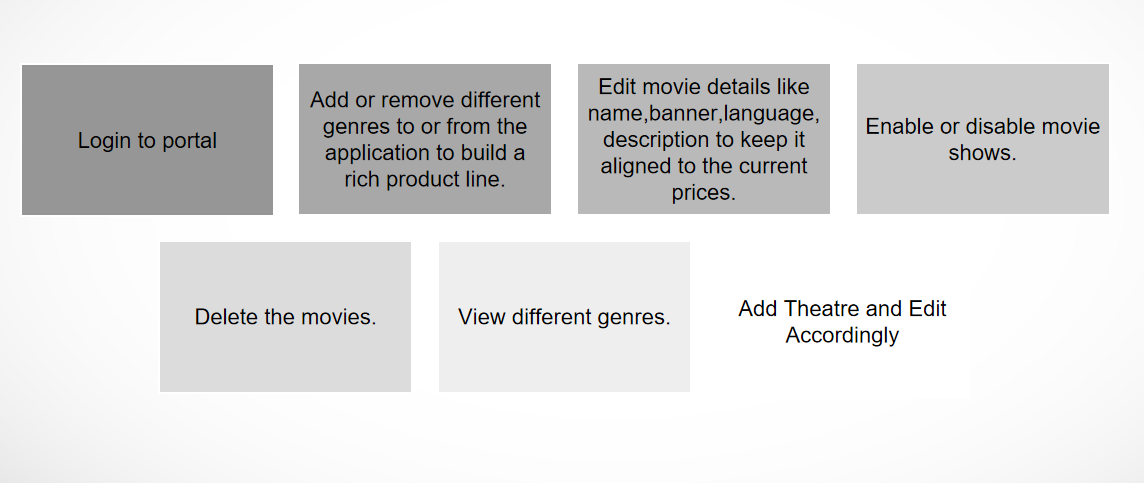 Login to portal
Add or remove different
genres to or from the
application to build a
rich product line.
Edit movie details like
name,banner,language,
description to keep it
aligned to the current
prices.
Enable or disable movie
shows.
Delete the movies.
View different genres.
Add Theatre and Edit
Accordingly